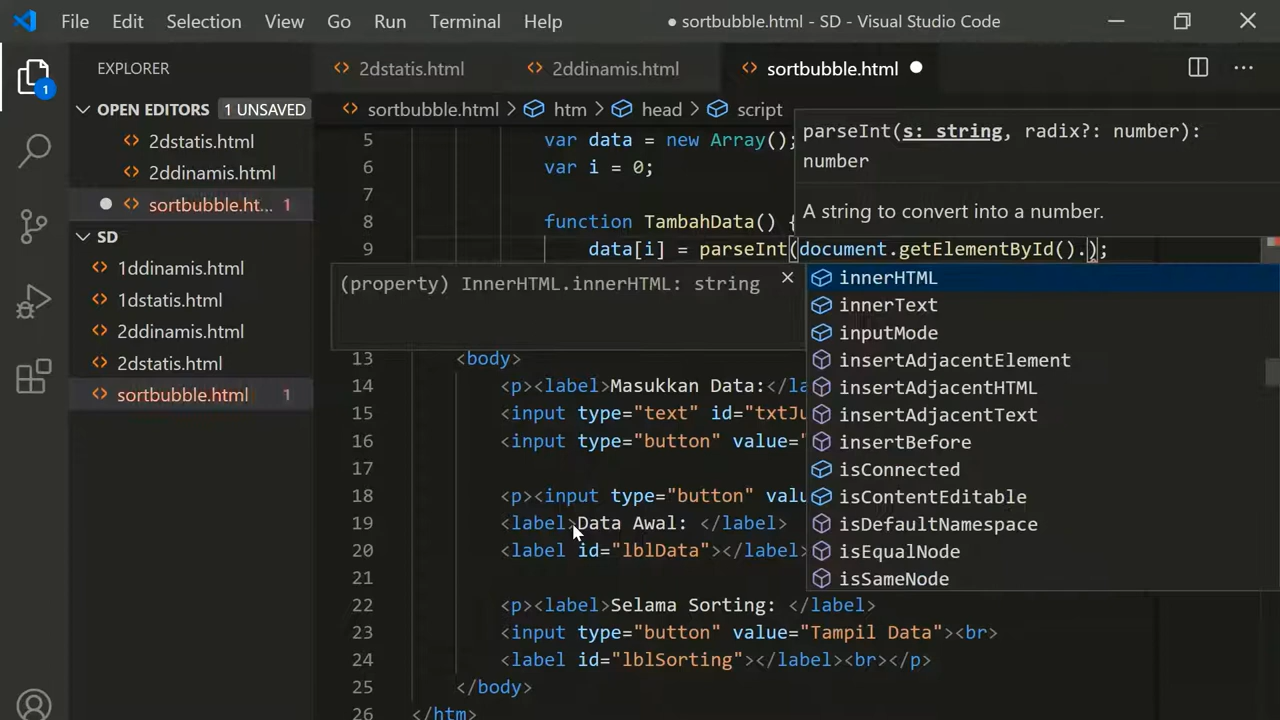 File Edit Selection View Go Run Terminal Help
● sortbubble.html - SD - Visual Studio Code
1
EXPLORER
OPEN EDITORS 1 UNSAVED
2dstatis.html
2ddinamis.html
sortbubble.ht... 1
SD
1ddinamis.html
1dstatis.html
2ddinamis.html
2dstatis.html
sortbubble.html 1
2dstatis.html 2ddinamis.html sortbubble.html
sortbubble.html > htm > head > script
5 var data = new Array();
6 var i = 0;
7
8 function TambahData() {
9 data[i] = parseInt(document.getElementById().);
parseInt(s: string, radix?: number):
number
A string to convert into a number.
(property) InnerHTML.innerHTML: string
innerHTML
innerText
inputMode
insertAdjacentElement
insertAdjacentHTML
insertAdjacentText
insertBefore
isConnected
isContentEditable
isDefaultNamespace
isEqualNode
isSameNode
13 <body>
14 <p><label>Masukkan Data:</la
15 <input type="text" id="txtJu
16 <input type="button" value="
17
18 <p><input type="button" valu
19 <label>Data Awal: </label>
20 <label id="lblData"></label>
21
22 <p><label>Selama Sorting: </label>
23 <input type="button" value="Tampil Data"><br>
24 <label id="lblSorting"></label><br></p>
25 </body>
26 </htm>